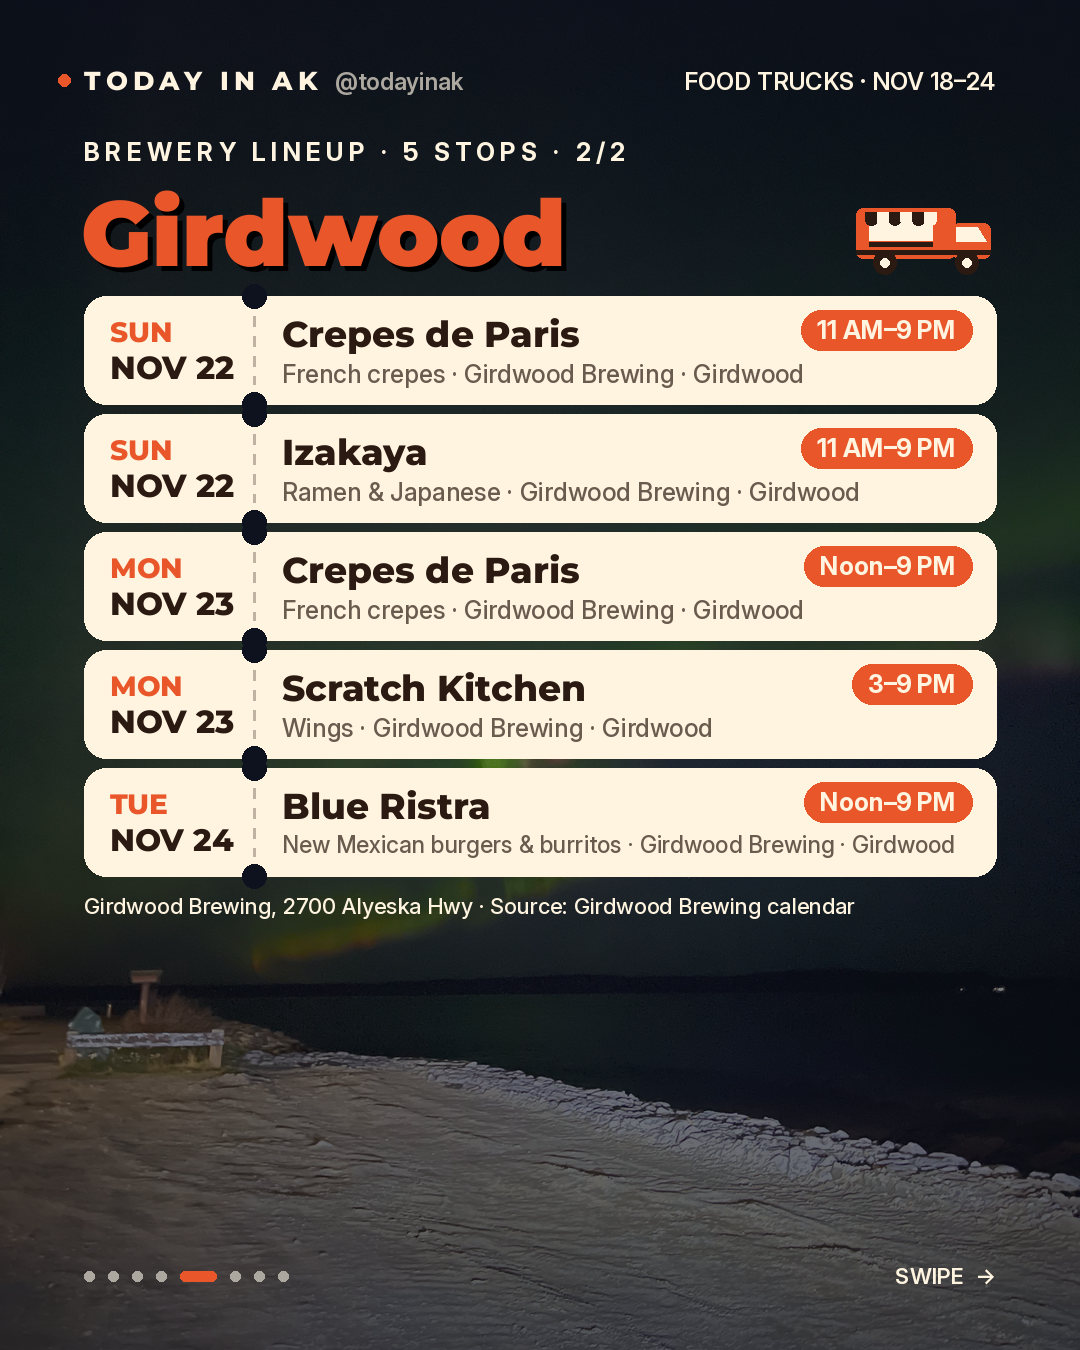 TODAY IN AK @todayinak
FOOD TRUCKS · NOV 18–24
BREWERY LINEUP · 5 STOPS · 2/2
Girdwood
SUN
NOV 22
Crepes de Paris
11 AM–9 PM
French crepes · Girdwood Brewing · Girdwood
SUN
NOV 22
Izakaya
11 AM–9 PM
Ramen & Japanese · Girdwood Brewing · Girdwood
MON
NOV 23
Crepes de Paris
Noon–9 PM
French crepes · Girdwood Brewing · Girdwood
MON
NOV 23
Scratch Kitchen
3–9 PM
Wings · Girdwood Brewing · Girdwood
TUE
NOV 24
Blue Ristra
Noon–9 PM
New Mexican burgers & burritos · Girdwood Brewing · Girdwood
Girdwood Brewing, 2700 Alyeska Hwy · Source: Girdwood Brewing calendar
SWIPE →